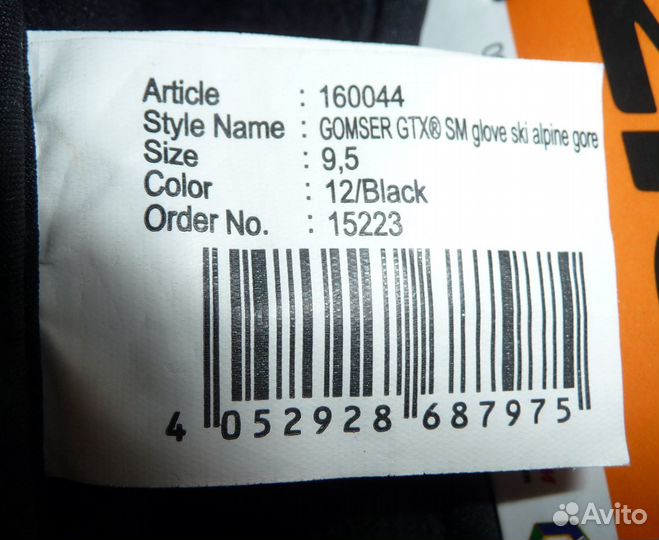 Article : 160044
Style Name : GOMSER GTX® SM glove ski alpine gore
Size : 9,5
Color : 12/Black
Order No. : 15223
4 052928 687975
Avito